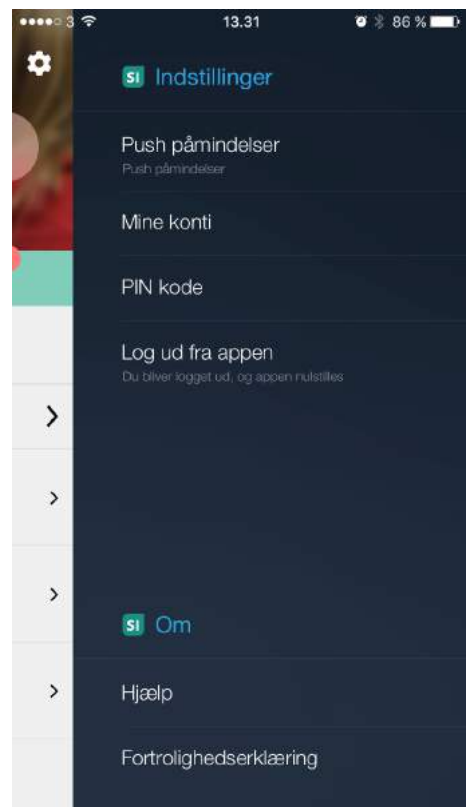 3 13.31 86 %
SI Indstillinger
Push påmindelser
Push påmindelser
Mine konti
PIN kode
Log ud fra appen
Du bliver logget ud, og appen nulstilles
SI Om
Hjælp
Fortrolighedserklæring